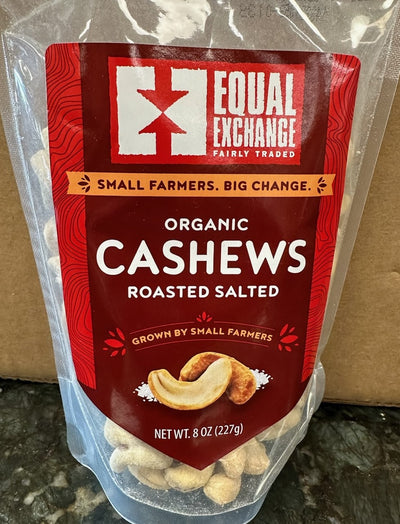 EQUAL
EXCHANGE
FAIRLY TRADED
SMALL FARMERS. BIG CHANGE.
ORGANIC
CASHEWS
ROASTED SALTED
GROWN BY SMALL FARMERS
NET WT. 8 OZ (227g)